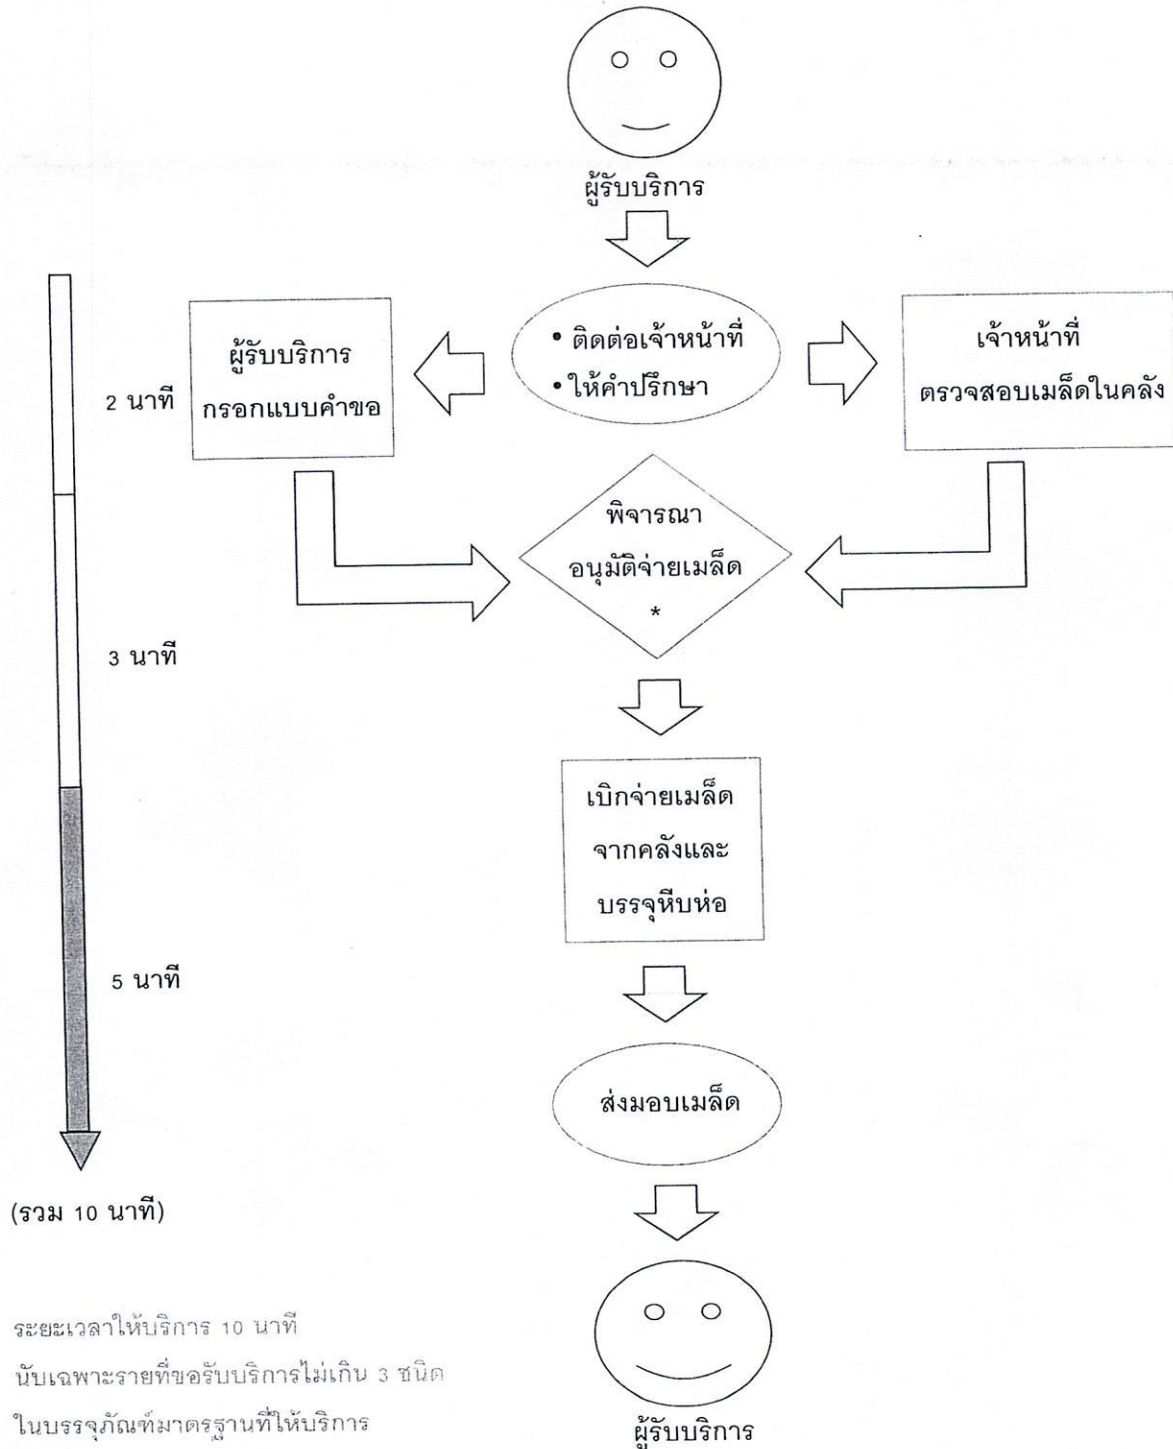 ผู้รับบริการ
• ติดต่อเจ้าหน้าที่
• ให้คำปรึกษา
ผู้รับบริการ
กรอกแบบคำขอ
เจ้าหน้าที่
ตรวจสอบเมล็ดในคลัง
2 นาที
พิจารณา
อนุมัติจ่ายเมล็ด
*
3 นาที
เบิกจ่ายเมล็ด
จากคลังและ
บรรจุหีบห่อ
5 นาที
ส่งมอบเมล็ด
(รวม 10 นาที)
ผู้รับบริการ
ระยะเวลาให้บริการ 10 นาที
นับเฉพาะรายที่ขอรับบริการไม่เกิน 3 ชนิด
ในบรรจุภัณฑ์มาตรฐานที่ให้บริการ